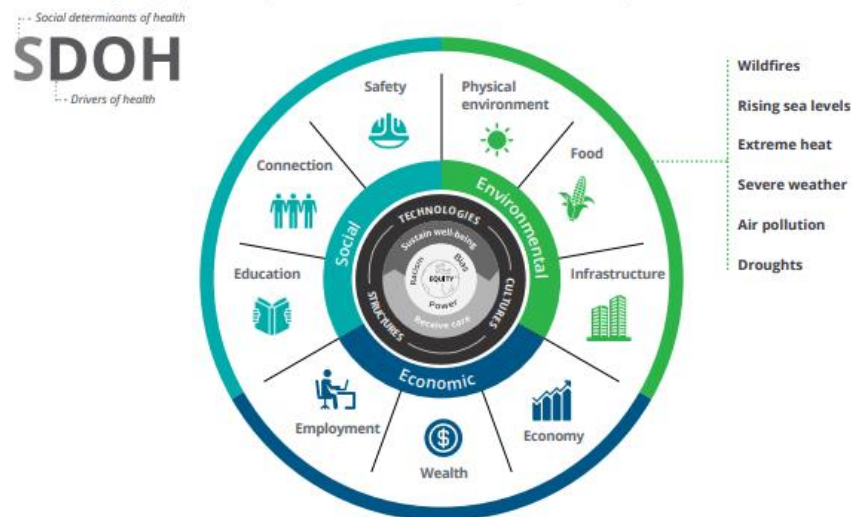 Social determinants of health
SDOH
Drivers of health
Safety
Physical
environment
Connection
Food
Education
Infrastructure
Employment
Wealth
Economy
Social
Environmental
Economic
TECHNOLOGIES
CULTURES
STRUCTURES
Sustain well-being
Receive care
Racism
Bias
Power
EQUITY
Wildfires
Rising sea levels
Extreme heat
Severe weather
Air pollution
Droughts